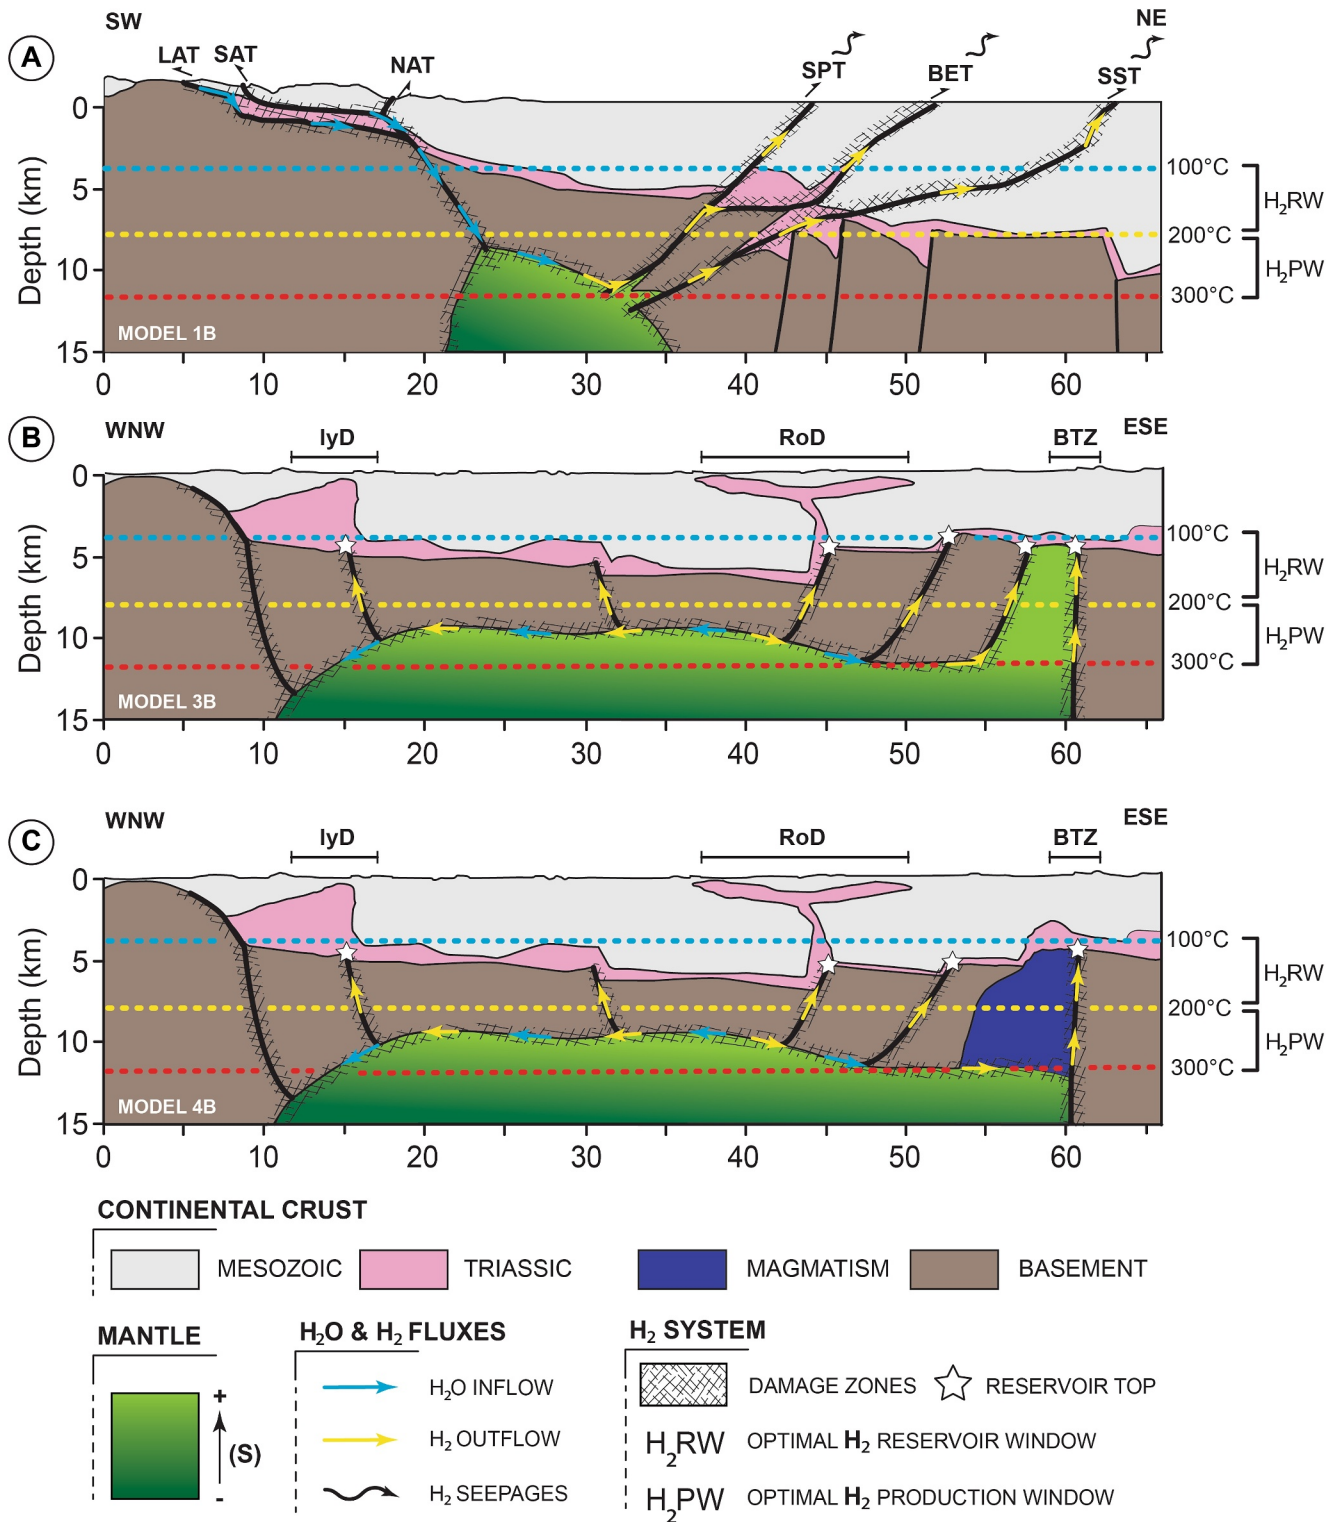 SW
NE
A
LAT
SAT
NAT
SPT
BET
SST
0
5
10
15
Depth (km)
100°C
200°C
300°C
H₂RW
H₂PW
MODEL 1B
0 10 20 30 40 50 60
B
WNW
ESE
IyD
RoD
BTZ
0
5
10
15
Depth (km)
100°C
200°C
300°C
H₂RW
H₂PW
MODEL 3B
0 10 20 30 40 50 60
C
WNW
ESE
IyD
RoD
BTZ
0
5
10
15
Depth (km)
100°C
200°C
300°C
H₂RW
H₂PW
MODEL 4B
0 10 20 30 40 50 60
CONTINENTAL CRUST
MESOZOIC
TRIASSIC
MAGMATISM
BASEMENT
MANTLE
+
(S)
-
H₂O & H₂ FLUXES
H₂O INFLOW
H₂ OUTFLOW
H₂ SEEPAGES
H₂ SYSTEM
DAMAGE ZONES
RESERVOIR TOP
H₂RW OPTIMAL H₂ RESERVOIR WINDOW
H₂PW OPTIMAL H₂ PRODUCTION WINDOW